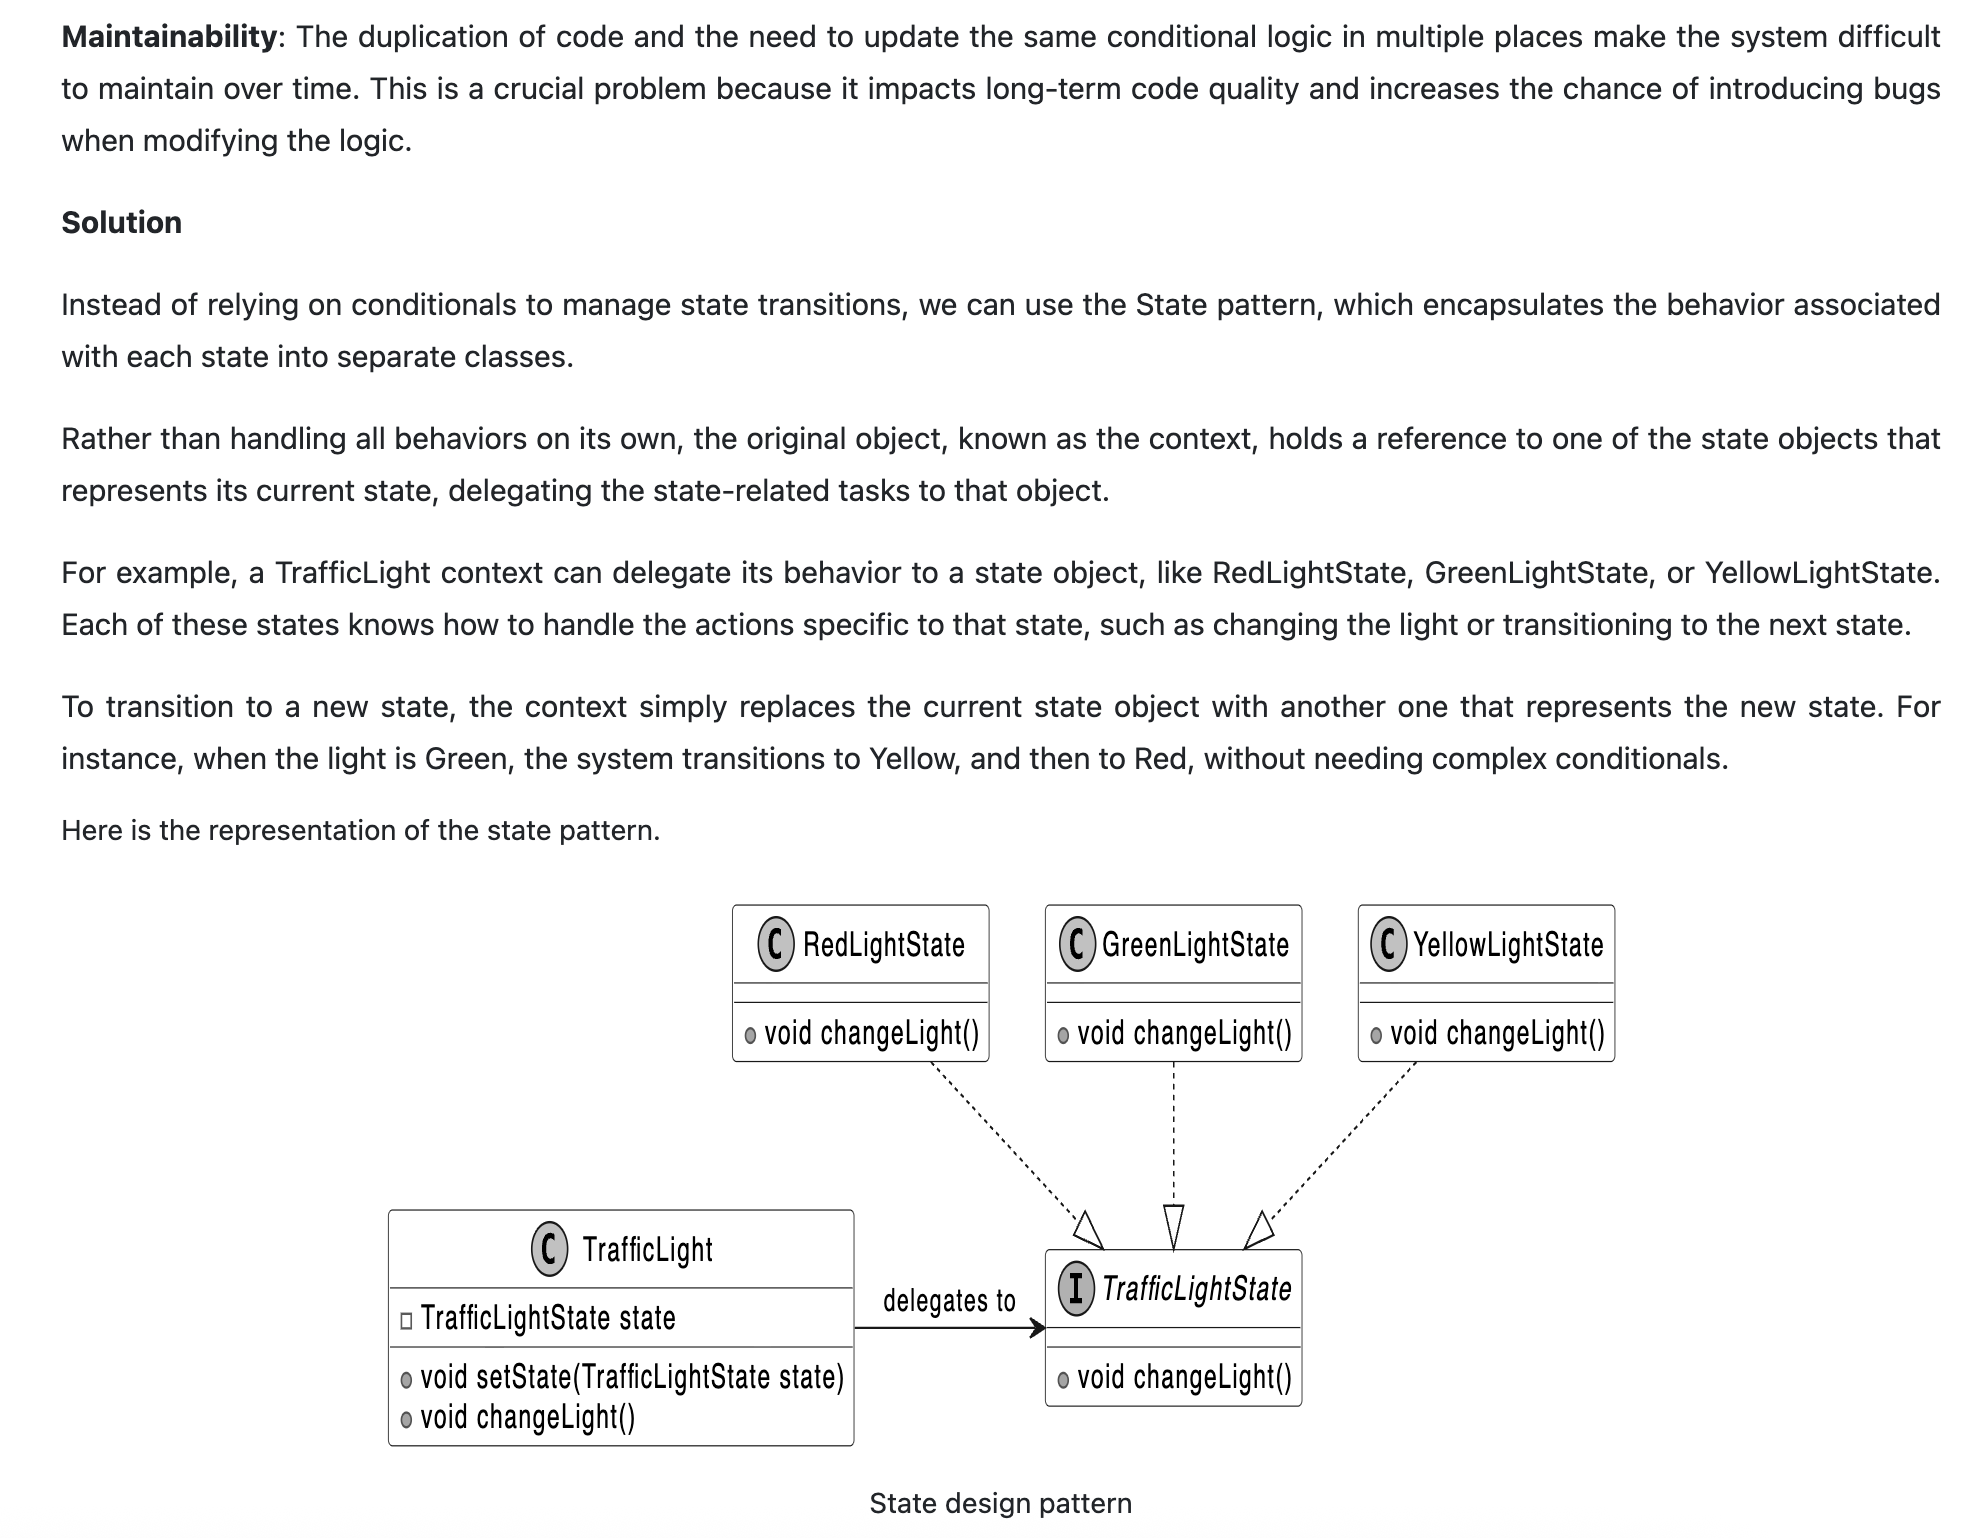 Maintainability: The duplication of code and the need to update the same conditional logic in multiple places make the system difficult
to maintain over time. This is a crucial problem because it impacts long-term code quality and increases the chance of introducing bugs
when modifying the logic.
Solution
Instead of relying on conditionals to manage state transitions, we can use the State pattern, which encapsulates the behavior associated
with each state into separate classes.
Rather than handling all behaviors on its own, the original object, known as the context, holds a reference to one of the state objects that
represents its current state, delegating the state-related tasks to that object.
For example, a TrafficLight context can delegate its behavior to a state object, like RedLightState, GreenLightState, or YellowLightState.
Each of these states knows how to handle the actions specific to that state, such as changing the light or transitioning to the next state.
To transition to a new state, the context simply replaces the current state object with another one that represents the new state. For
instance, when the light is Green, the system transitions to Yellow, and then to Red, without needing complex conditionals.
Here is the representation of the state pattern.
C RedLightState
void changeLight()
C GreenLightState
void changeLight()
C YellowLightState
void changeLight()
C TrafficLight
TrafficLightState state
void setState(TrafficLightState state)
void changeLight()
delegates to
I TrafficLightState
void changeLight()
State design pattern